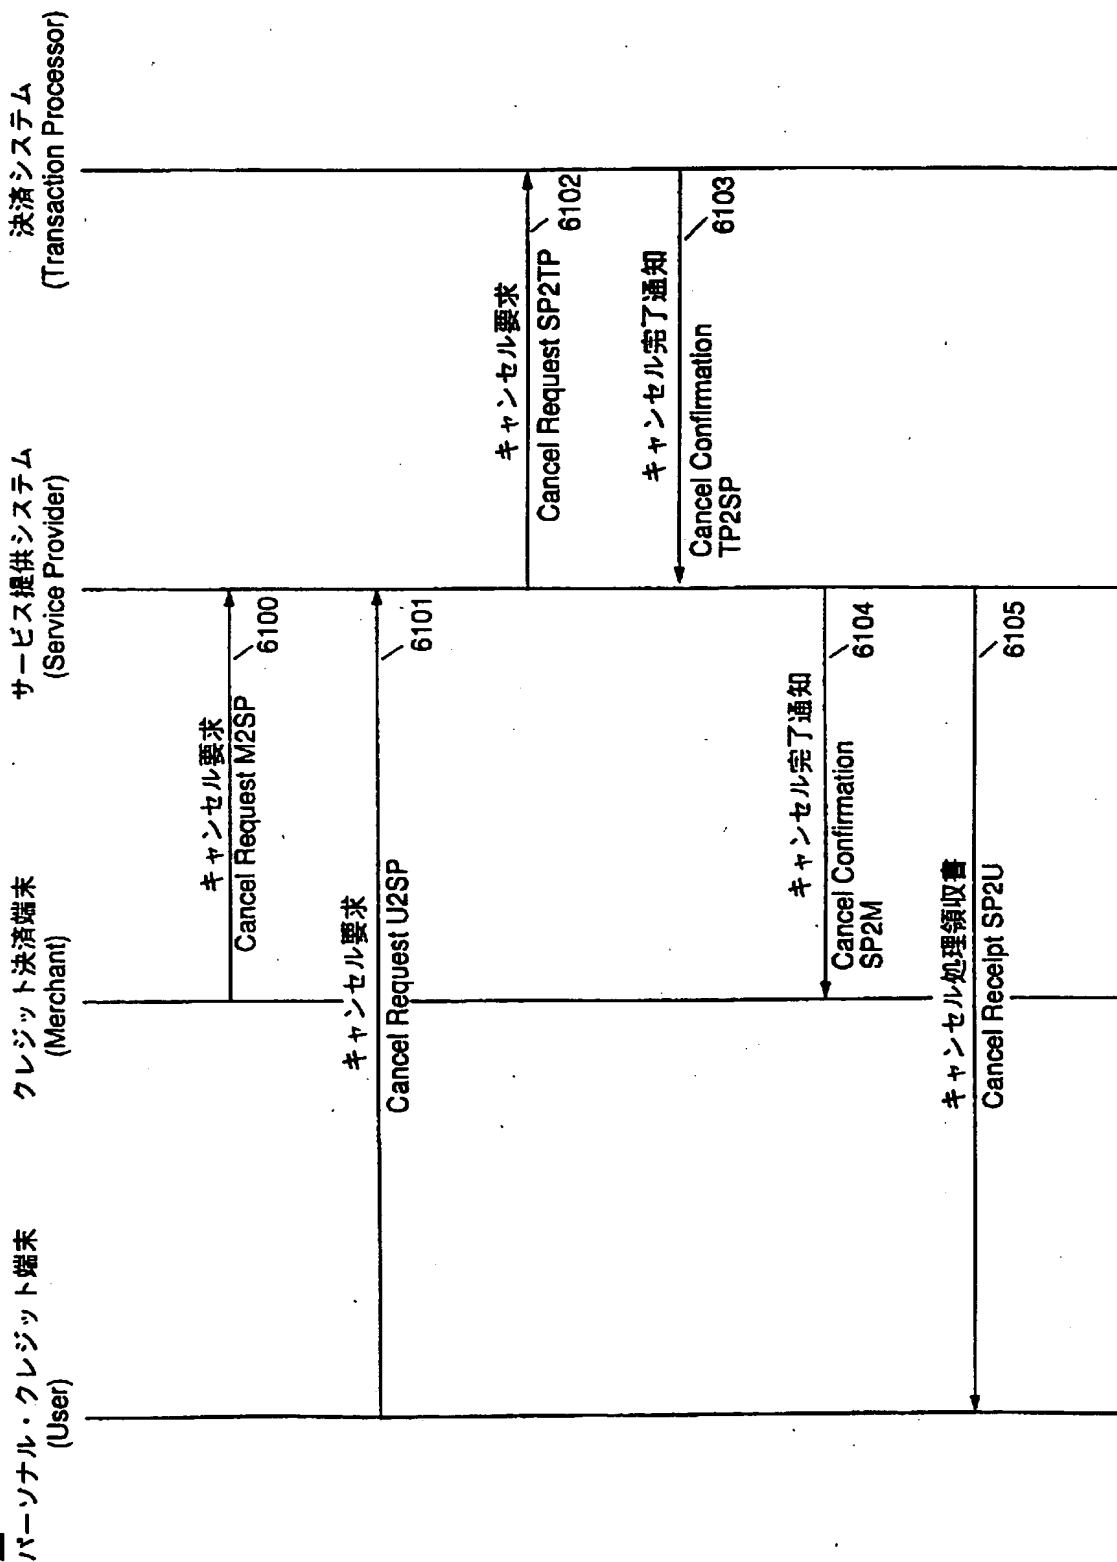 パーソナル・クレジット端末
(User)
クレジット決済端末
(Merchant)
サービス提供システム
(Service Provider)
決済システム
(Transaction Processor)
キャンセル要求
Cancel Request M2SP
6100
キャンセル要求
Cancel Request U2SP
6101
キャンセル要求
Cancel Request SP2TP
6102
キャンセル完了通知
Cancel Confirmation
TP2SP
6103
キャンセル完了通知
Cancel Confirmation
SP2M
6104
キャンセル処理領収書
Cancel Receipt SP2U
6105